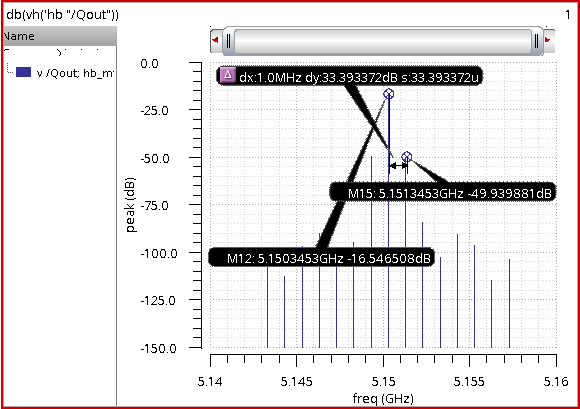 db(vh('hb "/Qout"))
1
Name
v /Qout; hb_m
0.0
-25.0
-50.0
-75.0
-100.0
-125.0
-150.0
peak (dB)
dx:1.0MHz dy:33.393372dB s:33.393372u
M15: 5.1513453GHz -49.939881dB
M12: 5.1503453GHz -16.546508dB
5.14
5.145
5.15
5.155
5.16
freq (GHz)